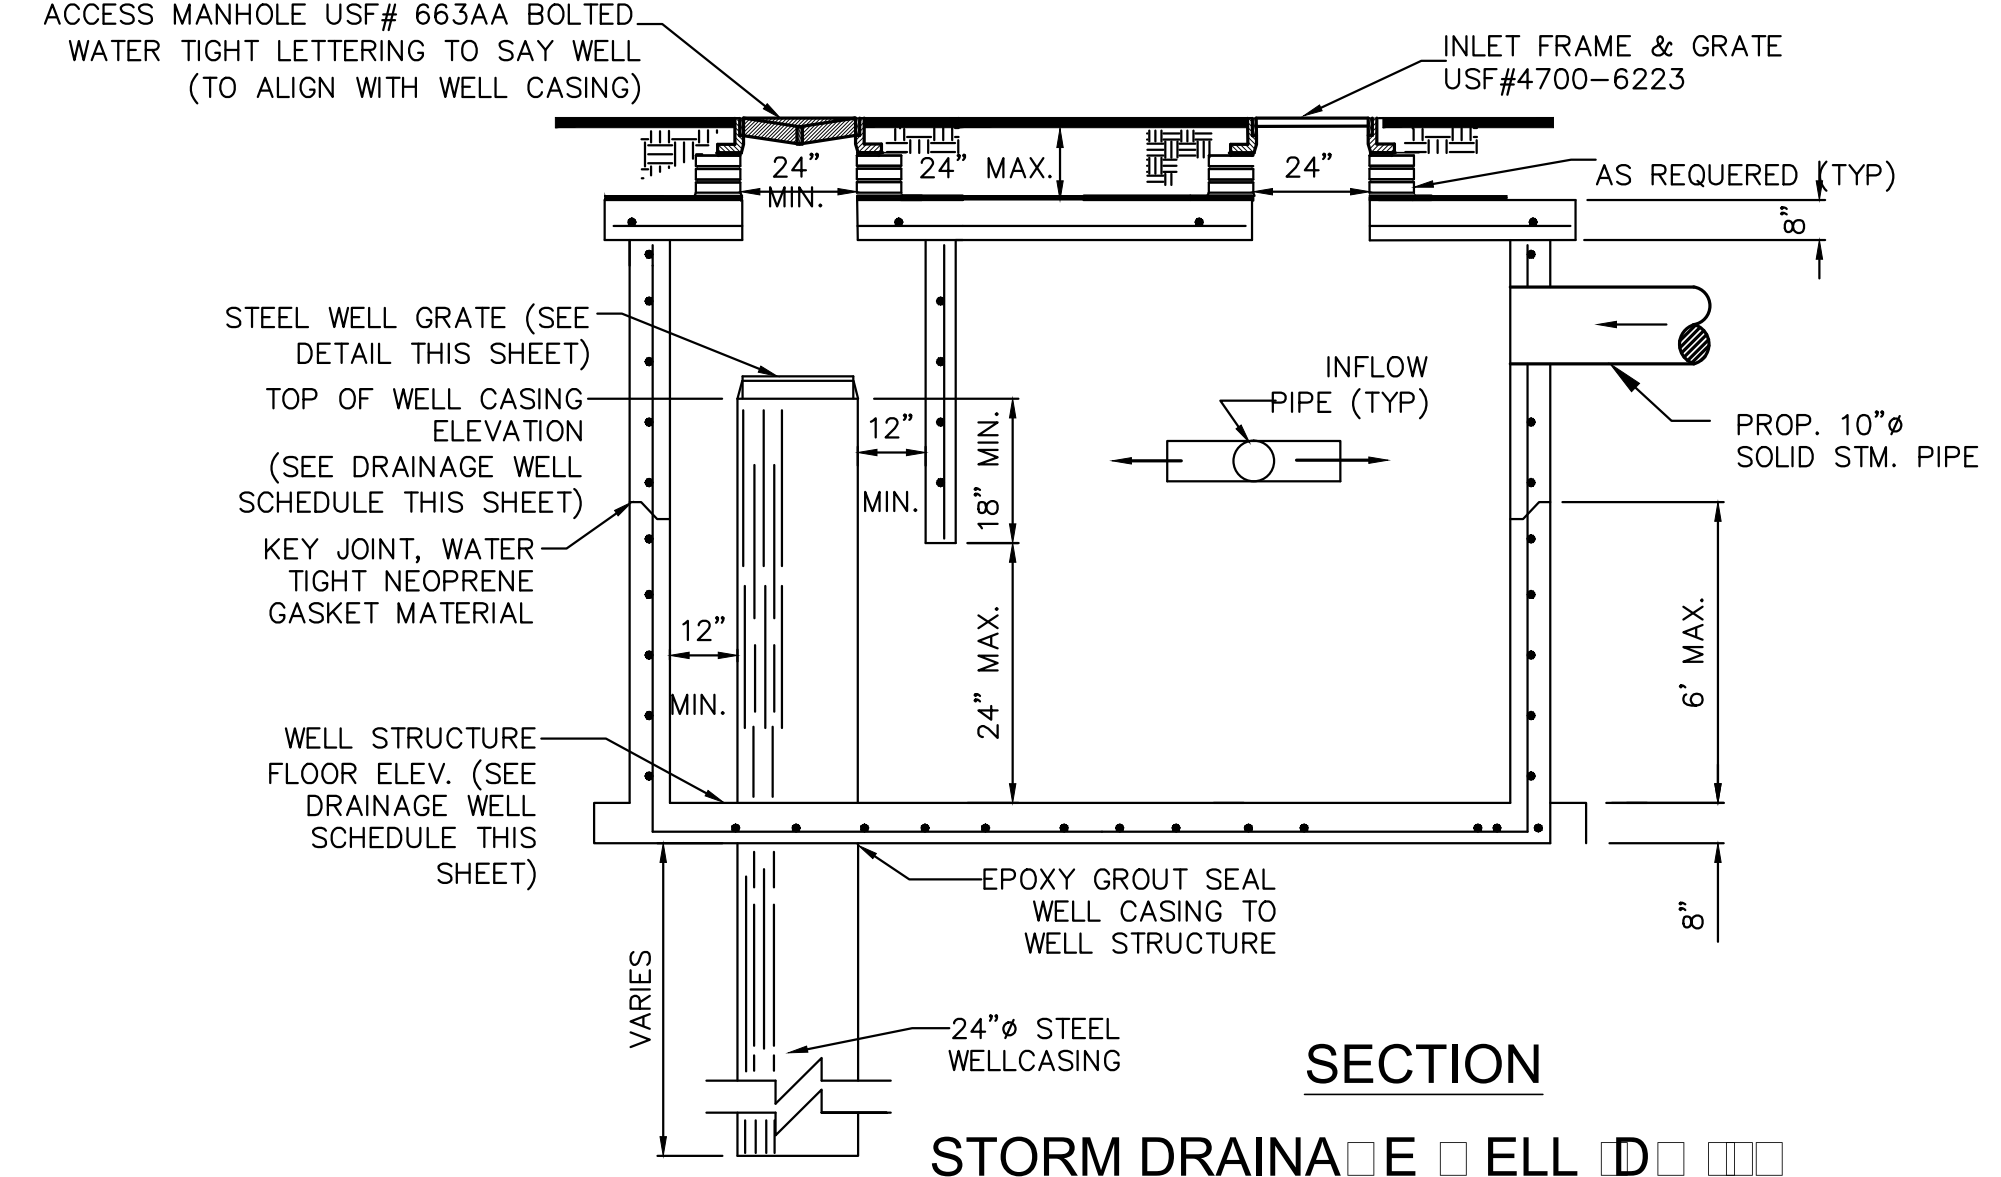 ACCESS MANHOLE USF# 663AA BOLTED
WATER TIGHT LETTERING TO SAY WELL
(TO ALIGN WITH WELL CASING)
INLET FRAME & GRATE
USF#4700-6223
24"
MIN.
24" MAX.
24"
AS REQUERED (TYP)
8"
STEEL WELL GRATE (SEE
DETAIL THIS SHEET)
TOP OF WELL CASING
ELEVATION
(SEE DRAINAGE WELL
SCHEDULE THIS SHEET)
KEY JOINT, WATER
TIGHT NEOPRENE
GASKET MATERIAL
12"
MIN.
18" MIN.
INFLOW
PIPE (TYP)
PROP. 10"ø
SOLID STM. PIPE
12"
MIN.
24" MAX.
6' MAX.
WELL STRUCTURE
FLOOR ELEV. (SEE
DRAINAGE WELL
SCHEDULE THIS
SHEET)
8"
EPOXY GROUT SEAL
WELL CASING TO
WELL STRUCTURE
VARIES
24"ø STEEL
WELLCASING
SECTION
STORM DRAINA□E □ELL □D□ □□□